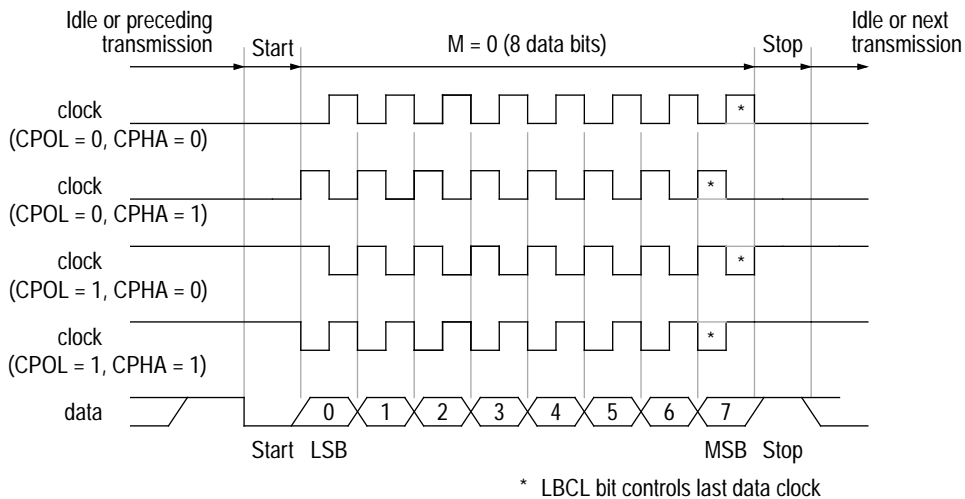 Idle or preceding
transmission
Start
M = 0 (8 data bits)
Stop
Idle or next
transmission
clock
(CPOL = 0, CPHA = 0)
*
clock
(CPOL = 0, CPHA = 1)
*
clock
(CPOL = 1, CPHA = 0)
*
clock
(CPOL = 1, CPHA = 1)
*
data
0 1 2 3 4 5 6 7
Start LSB MSB Stop
* LBCL bit controls last data clock